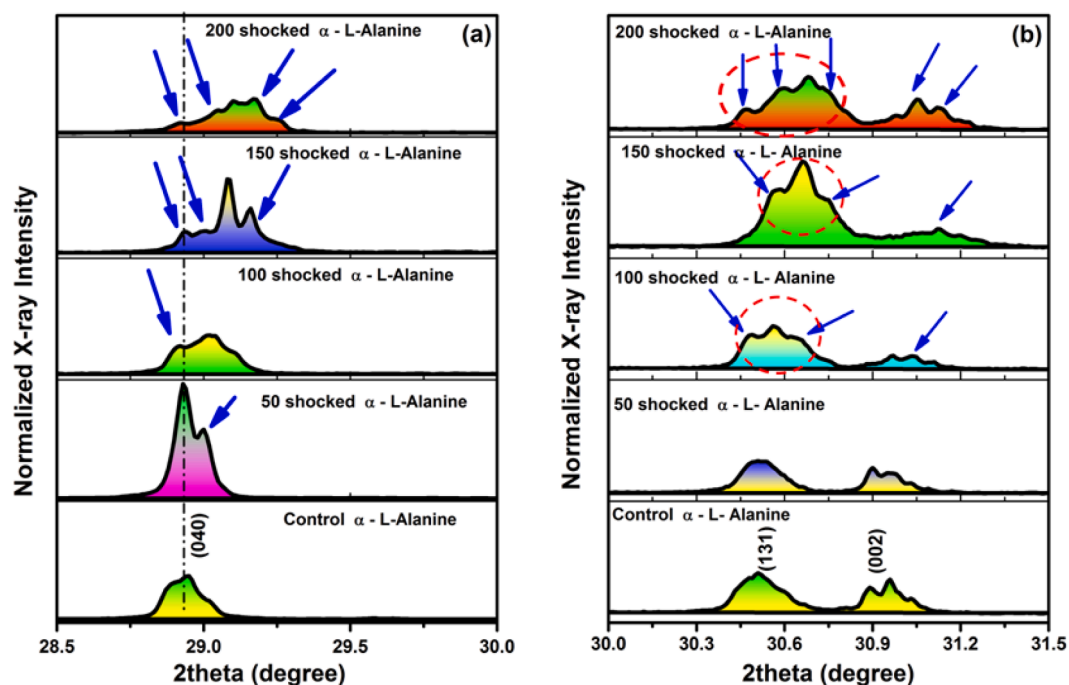 200 shocked α - L-Alanine
(a)
150 shocked α - L-Alanine
100 shocked α - L-Alanine
50 shocked α - L-Alanine
Control α - L-Alanine
(040)
Normalized X-ray Intensity
28.5 29.0 29.5 30.0
2theta (degree)
200 shocked α - L- Alanine
(b)
150 shocked α - L- Alanine
100 shocked α - L- Alanine
50 shocked α - L- Alanine
Control α - L- Alanine
(131)
(002)
Normalized X-ray Intensity
30.0 30.3 30.6 30.9 31.2 31.5
2theta (degree)